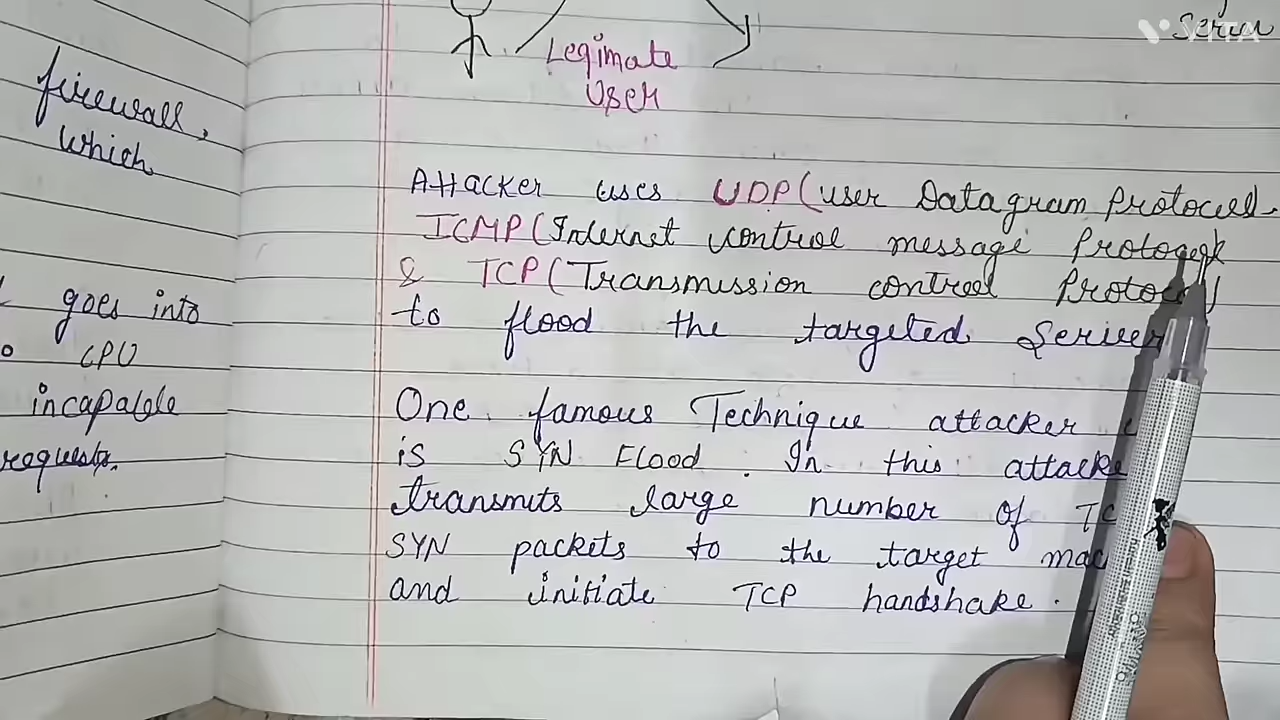 Legimate
User
firewall,
which
goes into
CPU
incapable
requests.
Attacker uses UDP (user Datagram Protocol.
ICMP (Internet control message Protocol)
& TCP (Transmission control Protocol)
to flood the targeted Server
One famous Technique attacker
is SYN Flood. In this attacke
transmits large number of TC
SYN packets to the target mac
and initiate TCP handshake.